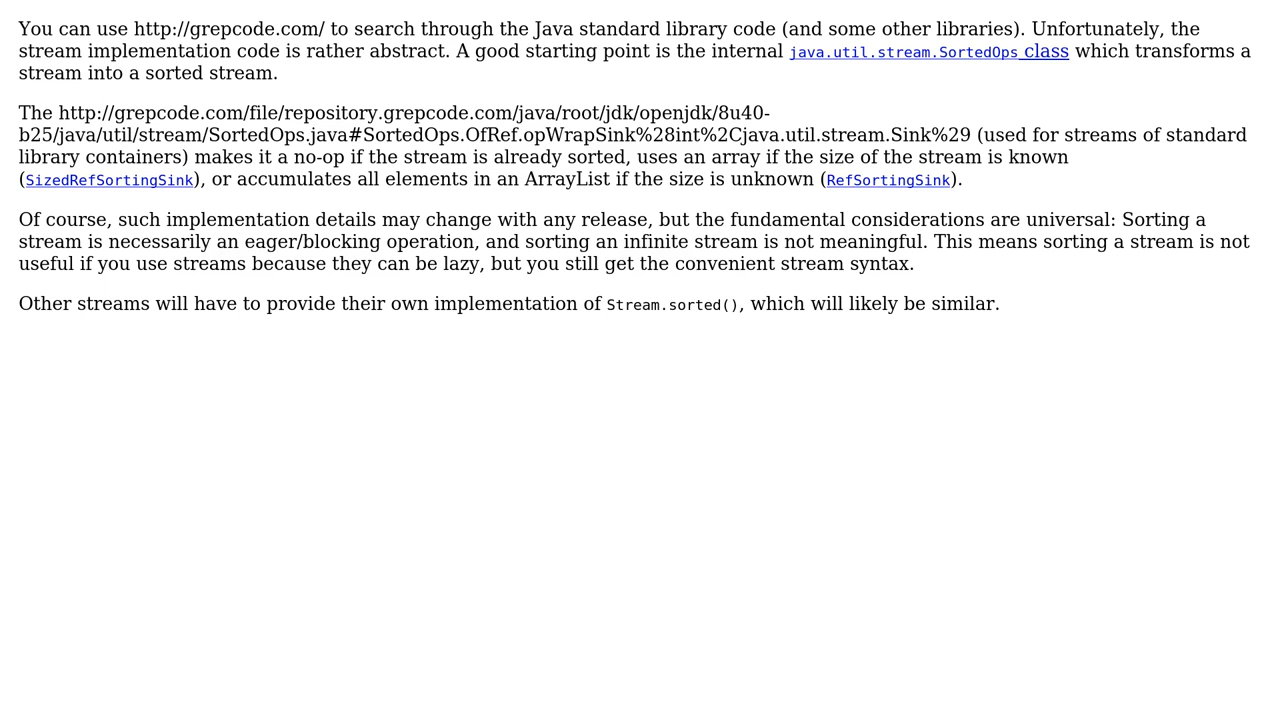 You can use http://grepcode.com/ to search through the Java standard library code (and some other libraries). Unfortunately, the
stream implementation code is rather abstract. A good starting point is the internal java.util.stream.SortedOps class which transforms a
stream into a sorted stream.
The http://grepcode.com/file/repository.grepcode.com/java/root/jdk/openjdk/8u40-
b25/java/util/stream/SortedOps.java#SortedOps.OfRef.opWrapSink%28int%2Cjava.util.stream.Sink%29 (used for streams of standard
library containers) makes it a no-op if the stream is already sorted, uses an array if the size of the stream is known
(SizedRefSortingSink), or accumulates all elements in an ArrayList if the size is unknown (RefSortingSink).
Of course, such implementation details may change with any release, but the fundamental considerations are universal: Sorting a
stream is necessarily an eager/blocking operation, and sorting an infinite stream is not meaningful. This means sorting a stream is not
useful if you use streams because they can be lazy, but you still get the convenient stream syntax.
Other streams will have to provide their own implementation of Stream.sorted(), which will likely be similar.